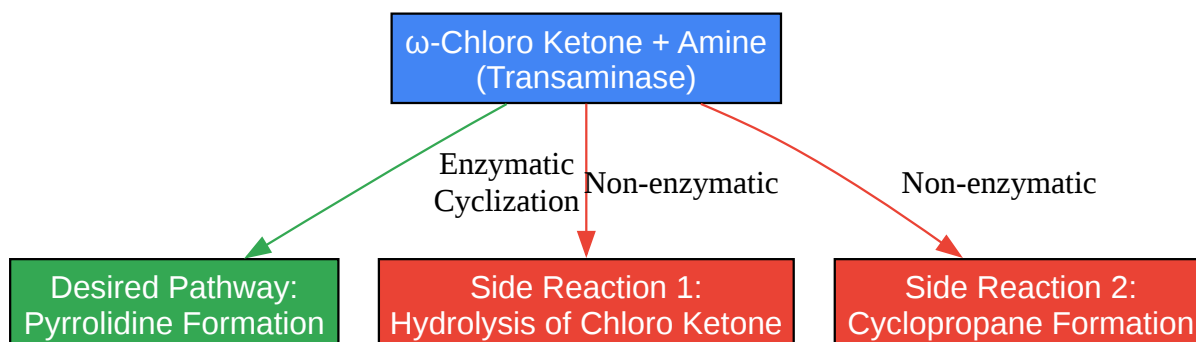 ω-Chloro Ketone + Amine
(Transaminase)
Enzymatic
Cyclization
Non-enzymatic
Non-enzymatic
Desired Pathway:
Pyrrolidine Formation
Side Reaction 1:
Hydrolysis of Chloro Ketone
Side Reaction 2:
Cyclopropane Formation